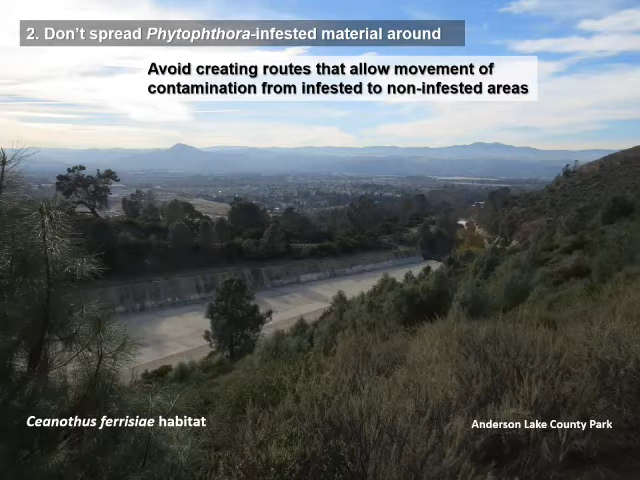 2. Don't spread Phytophthora-infested material around
Avoid creating routes that allow movement of
contamination from infested to non-infested areas
Ceanothus ferrisiae habitat
Anderson Lake County Park